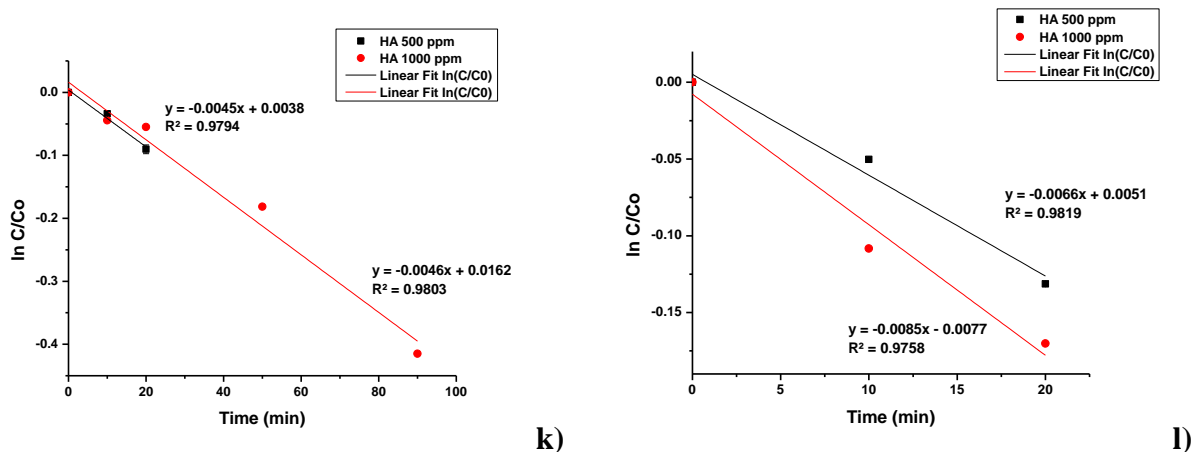 HA 500 ppm
HA 1000 ppm
Linear Fit ln(C/C0)
Linear Fit ln(C/C0)
y = -0.0045x + 0.0038
R² = 0.9794
y = -0.0046x + 0.0162
R² = 0.9803
0.0
-0.1
-0.2
-0.3
-0.4
ln C/Co
0 20 40 60 80 100
Time (min)
k)
HA 500 ppm
HA 1000 ppm
Linear Fit ln(C/C0)
Linear Fit ln(C/C0)
y = -0.0066x + 0.0051
R² = 0.9819
y = -0.0085x - 0.0077
R² = 0.9758
0.00
-0.05
-0.10
-0.15
ln C/Co
0 5 10 15 20
Time (min)
l)